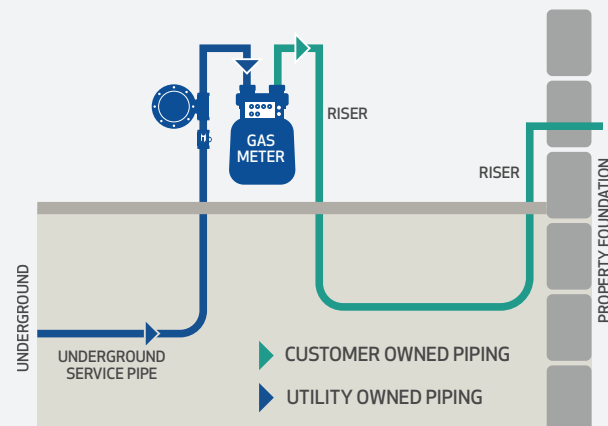 RISER
GAS
METER
RISER
PROPERTY FOUNDATION
UNDERGROUND
UNDERGROUND
SERVICE PIPE
CUSTOMER OWNED PIPING
UTILITY OWNED PIPING